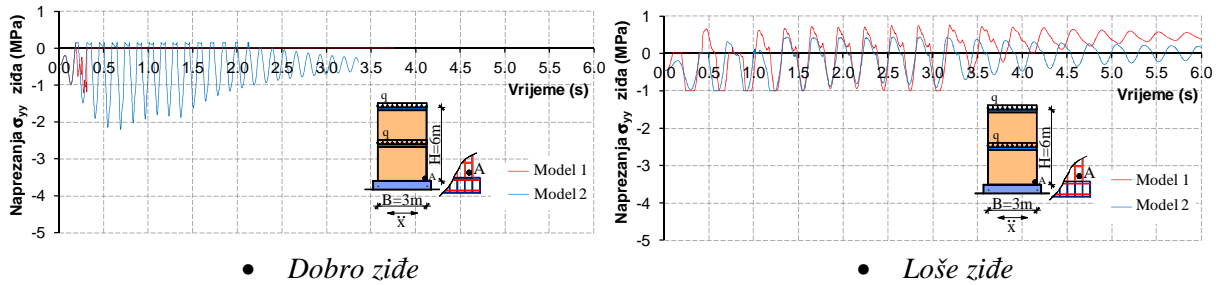 Naprezanja σyy ziđa (MPa)
1
0
-1
-2
-3
-4
-5
0.0 0.5 1.0 1.5 2.0 2.5 3.0 3.5 4.0 4.5 5.0 5.5 6.0
Vrijeme (s)
q
q
H=6m
A
A
B=3m
ẍ
Model 1
Model 2
• Dobro ziđe
Naprezanja σyy ziđa (MPa)
1
0
-1
-2
-3
-4
-5
0.0 0.5 1.0 1.5 2.0 2.5 3.0 3.5 4.0 4.5 5.0 5.5 6.0
Vrijeme (s)
q
q
H=6m
A
A
B=3m
ẍ
Model 1
Model 2
• Loše ziđe